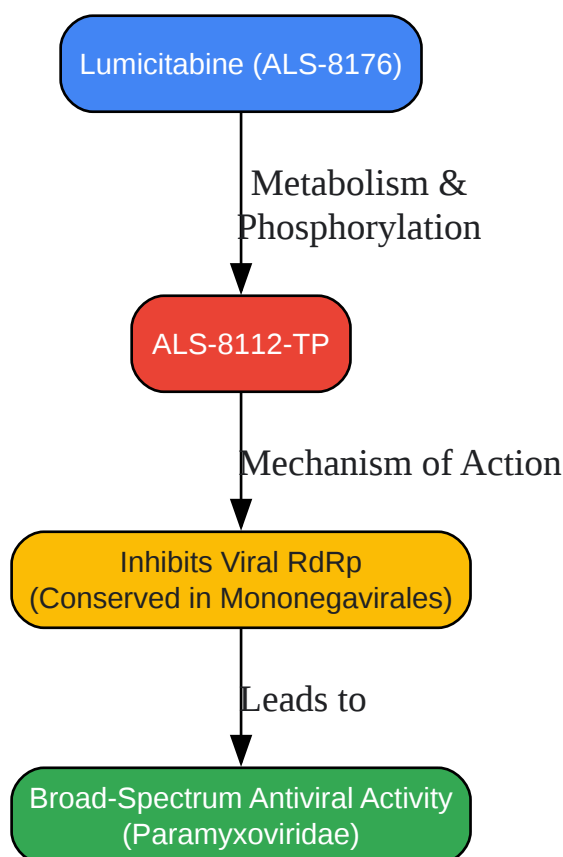 Lumicitabine (ALS-8176)
Metabolism &
Phosphorylation
ALS-8112-TP
Mechanism of Action
Inhibits Viral RdRp
(Conserved in Mononegavirales)
Leads to
Broad-Spectrum Antiviral Activity
(Paramyxoviridae)